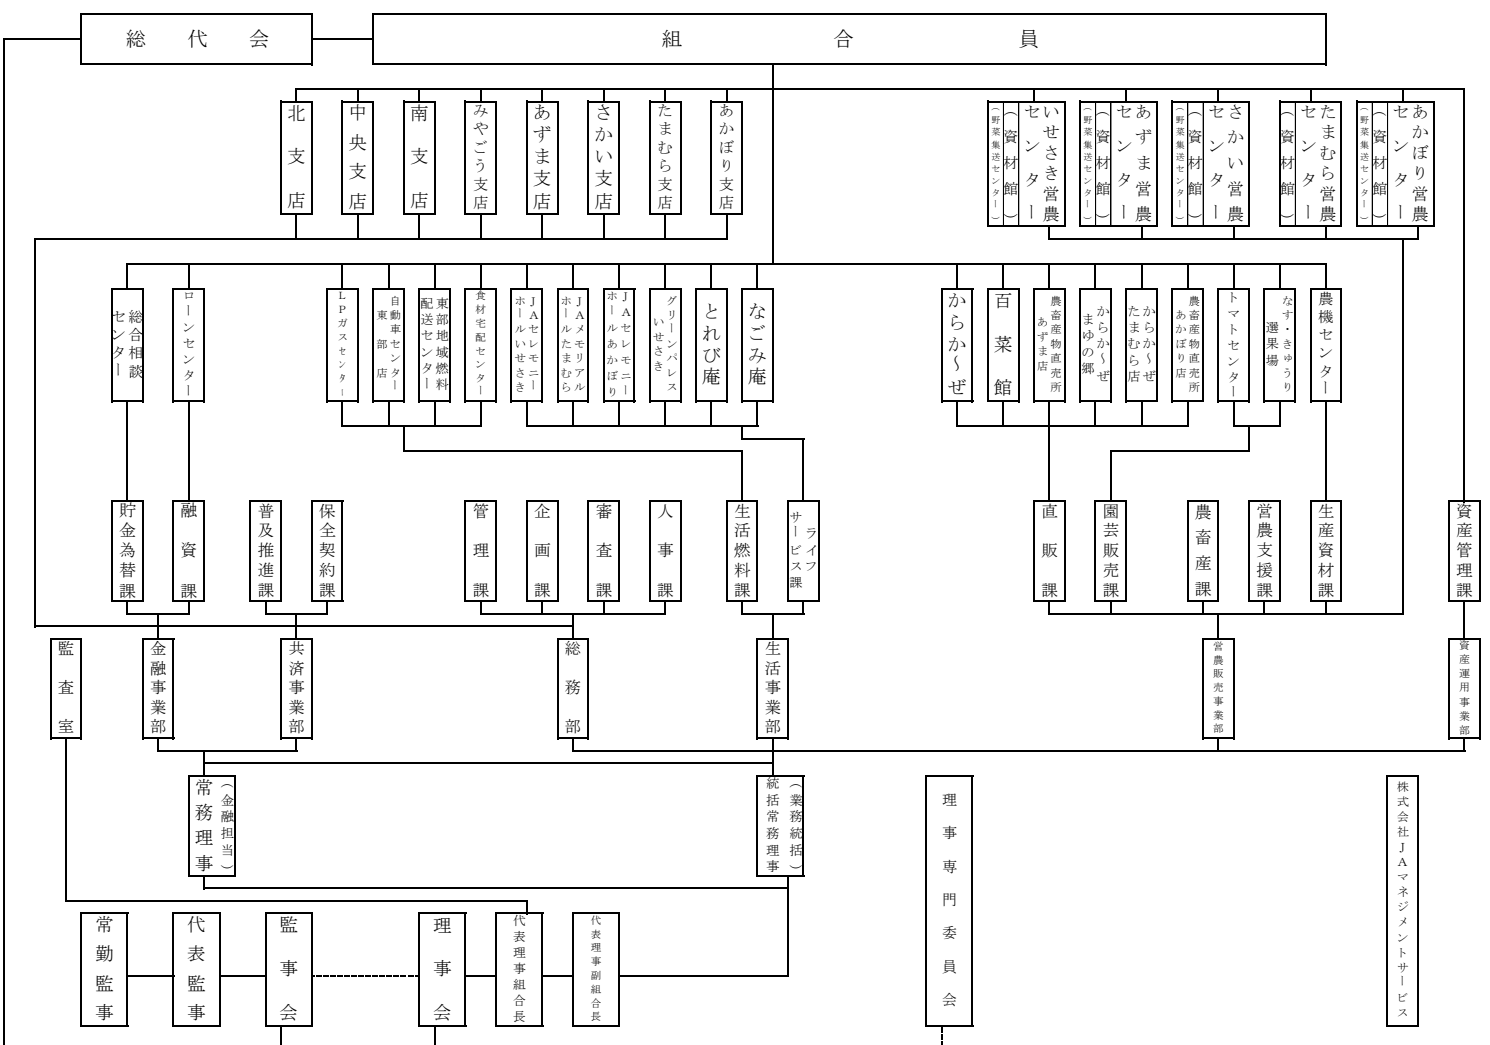 総代会
組合員
北支店
中央支店
南支店
みやごう支店
あずま支店
さかい支店
たまむら支店
あかぼり支店
いせさき営農
センター
(資材館)
(野菜集送センター)
あずま営農
センター
(資材館)
(野菜集送センター)
さかい営農
センター
(資材館)
(野菜集送センター)
たまむら営農
センター
(資材館)
あかぼり営農
センター
(資材館)
(野菜集送センター)
総合相談
センター
ローンセンター
LPガスセンター
自動車センター
東部店
東部地域燃料
配送センター
食材宅配センター
JAセレモニー
ホールいせさき
JAメモリアル
ホールたまむら
JAセレモニー
ホールあかぼり
グリーンパレス
いせさき
とれび庵
なごみ庵
からか〜ぜ
百菜館
農畜産物直売所
あずま店
からか〜ぜ
まゆの郷
からか〜ぜ
たまむら店
農畜産物直売所
あかぼり店
トマトセンター
なす・きゅうり
選果場
農機センター
貯金為替課
融資課
普及推進課
保全契約課
管理課
企画課
審査課
人事課
生活燃料課
ライフ
サービス課
直販課
園芸販売課
農畜産課
営農支援課
生産資材課
資産管理課
監査室
金融事業部
共済事業部
総務部
生活事業部
営農販売事業部
資産運用事業部
(金融担当)
常務理事
(業務統括)
統括常務理事
理事専門委員会
株式会社JAマネジメントサービス
常勤監事
代表監事
監事会
理事会
代表理事組合長
代表理事副組合長